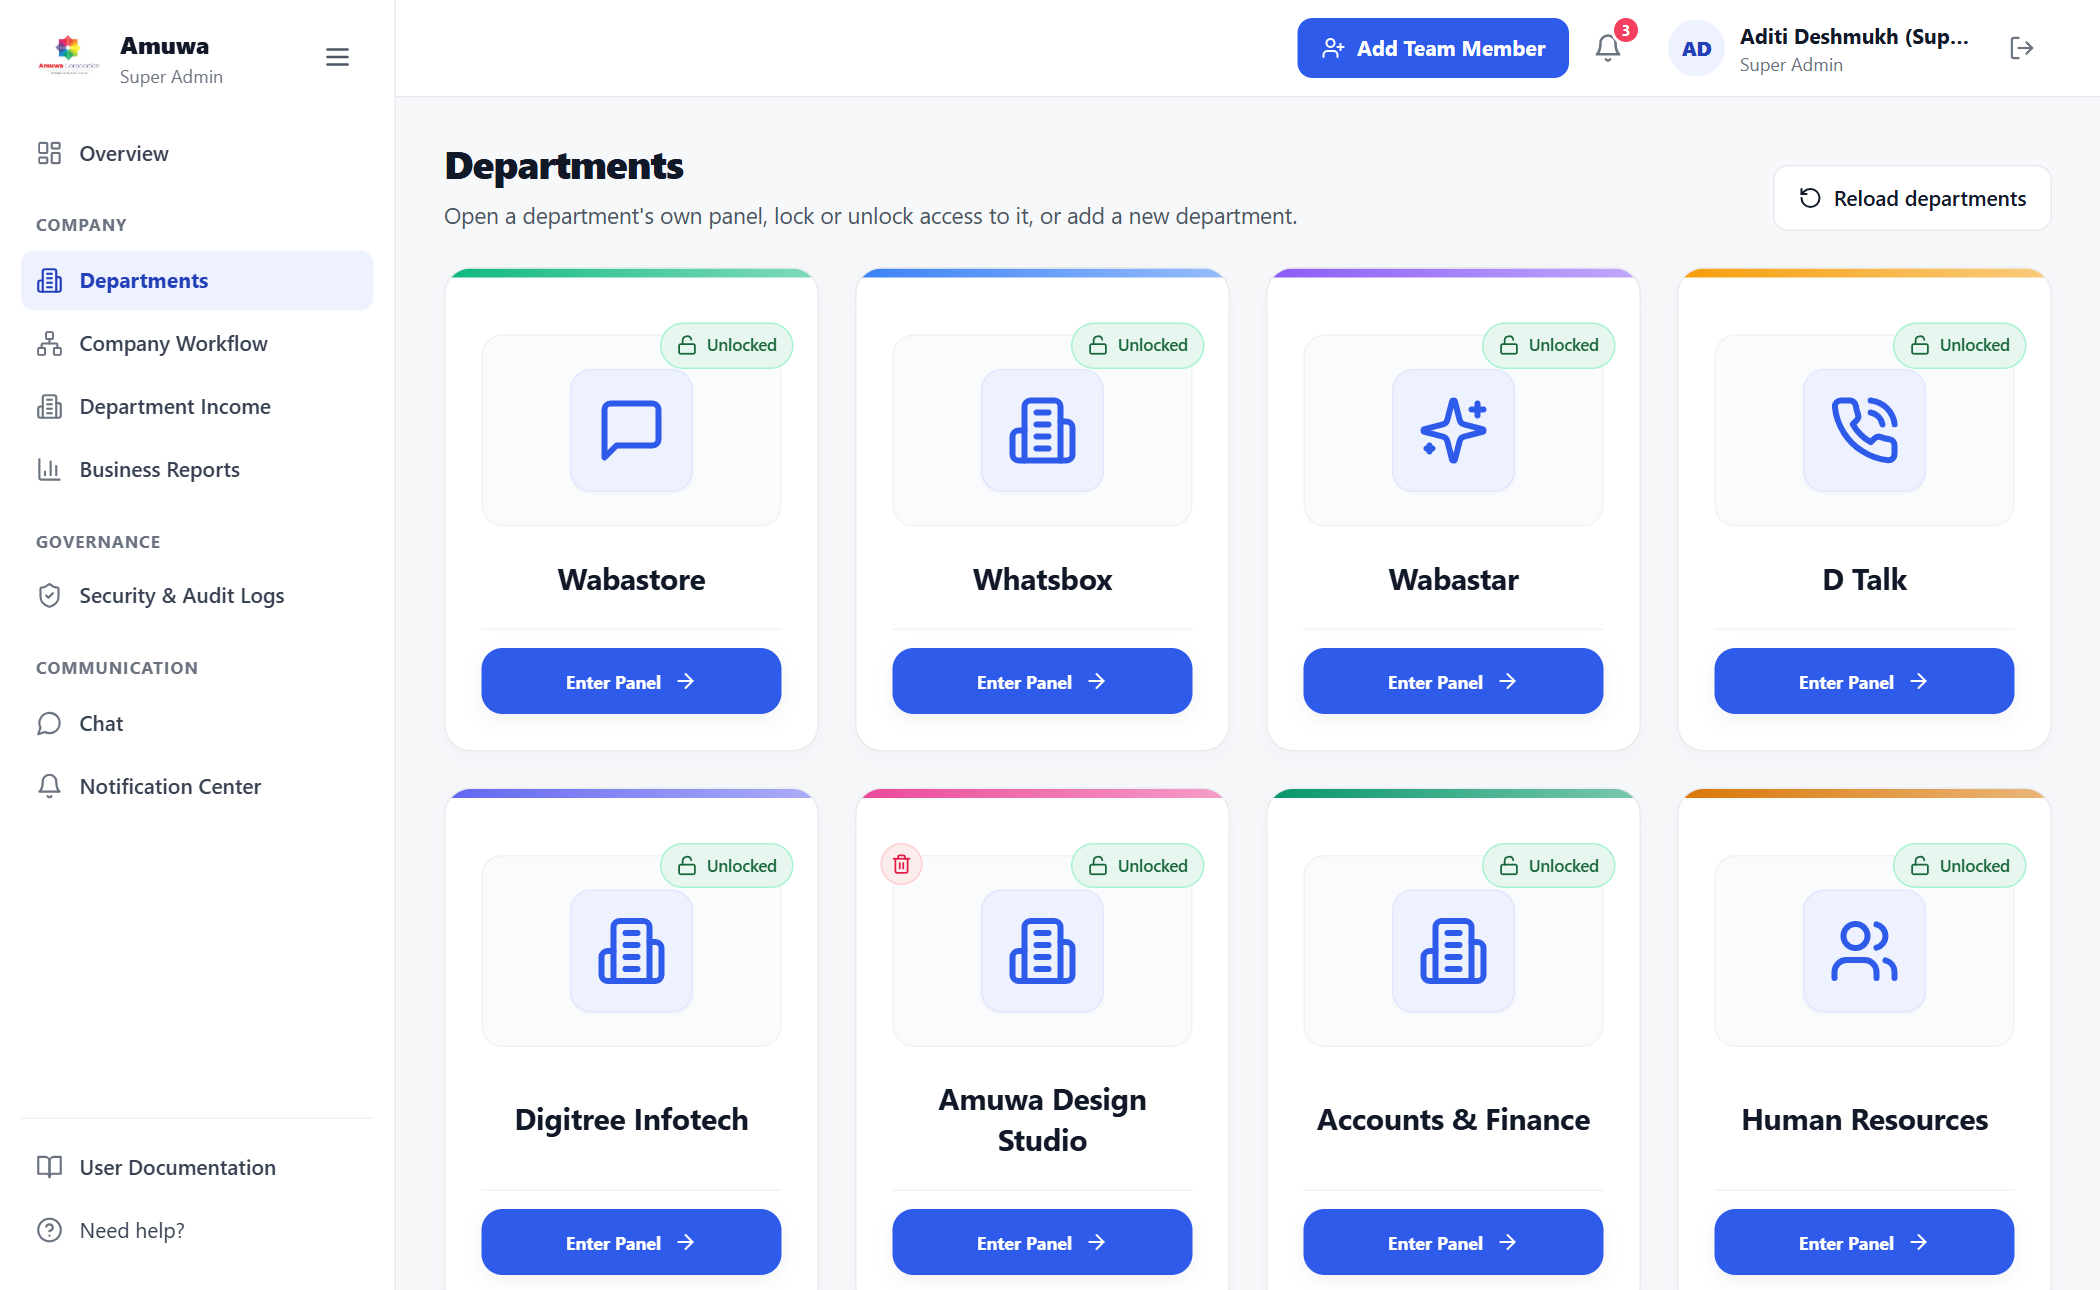 Amuwa
Super Admin
Overview
COMPANY
Departments
Company Workflow
Department Income
Business Reports
GOVERNANCE
Security & Audit Logs
COMMUNICATION
Chat
Notification Center
User Documentation
Need help?
Add Team Member
3
AD
Aditi Deshmukh (Sup...
Super Admin
Departments
Open a department's own panel, lock or unlock access to it, or add a new department.
Reload departments
Unlocked
Wabastore
Enter Panel
Unlocked
Whatsbox
Enter Panel
Unlocked
Wabastar
Enter Panel
Unlocked
D Talk
Enter Panel
Unlocked
Digitree Infotech
Enter Panel
Unlocked
Amuwa Design
Studio
Enter Panel
Unlocked
Accounts & Finance
Enter Panel
Unlocked
Human Resources
Enter Panel